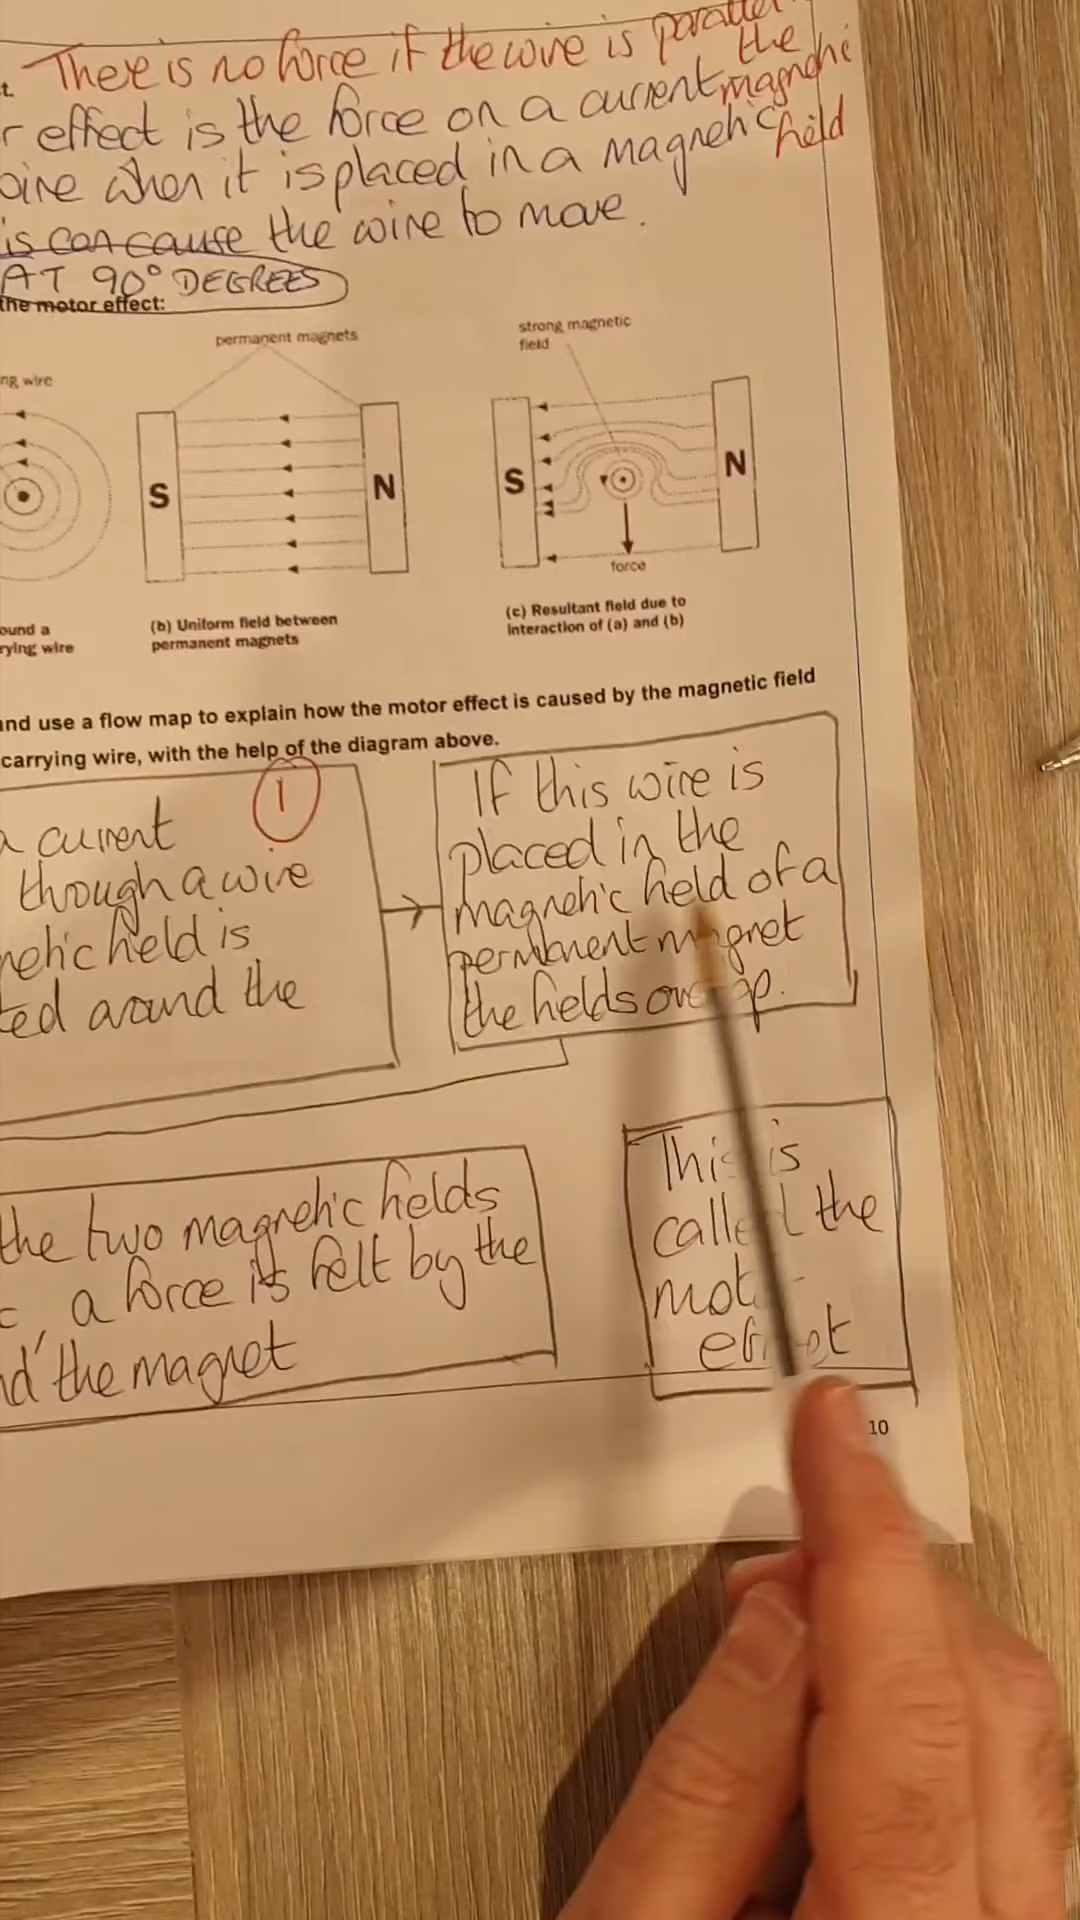 t. There is no force if the wire is parallel
the
magnetic
field
r effect is the force on a current
wire when it is placed in a magnetic
is can cause the wire to move.
AT 90° DEGREES
the motor effect:
permanent magnets
strong magnetic
field
ng wire
S
N
S
N
force
ound a
rying wire
(b) Uniform field between
permanent magnets
(c) Resultant field due to
interaction of (a) and (b)
and use a flow map to explain how the motor effect is caused by the magnetic field
carrying wire, with the help of the diagram above.
1
a current
though a wire
netic field is
ted around the
If this wire is
placed in the
magnetic field of a
permanent magnet
the fields overlap.
the two magnetic fields
a force is felt by the
nd the magnet
This is
called the
motor
effect
10